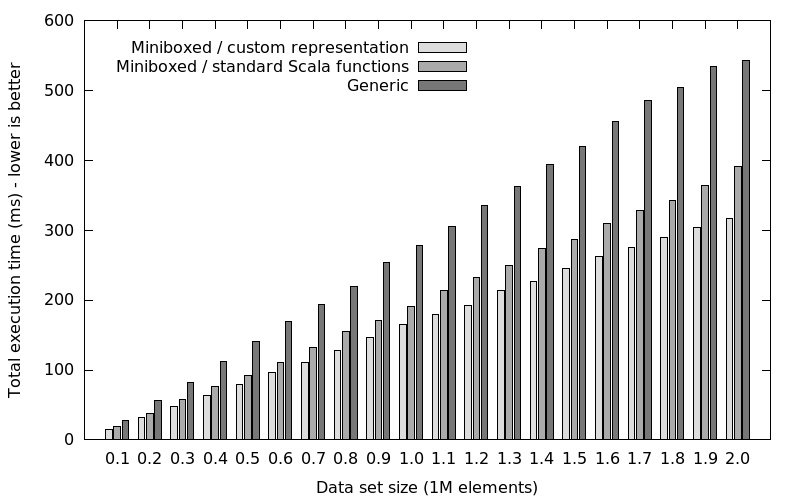 Total execution time (ms) - lower is better
600
500
400
300
200
100
0
Miniboxed / custom representation
Miniboxed / standard Scala functions
Generic
0.1 0.2 0.3 0.4 0.5 0.6 0.7 0.8 0.9 1.0 1.1 1.2 1.3 1.4 1.5 1.6 1.7 1.8 1.9 2.0
Data set size (1M elements)